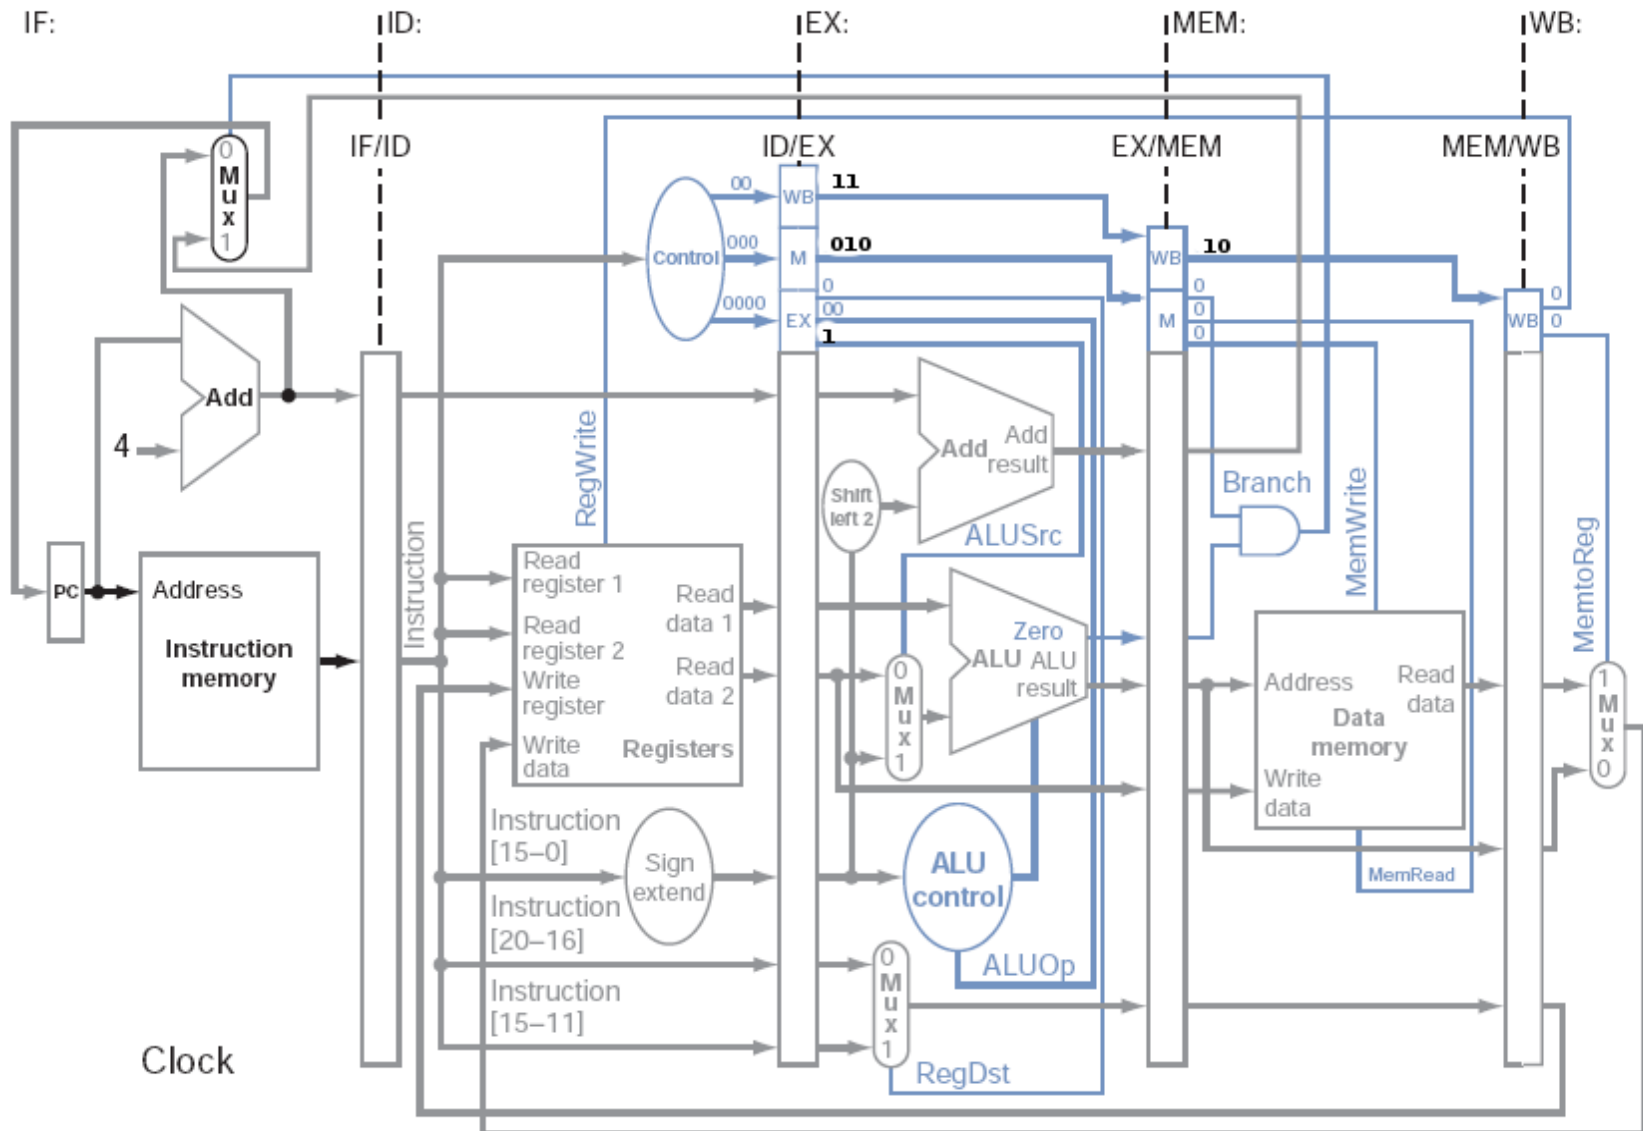 IF:
ID:
EX:
MEM:
WB:
IF/ID
ID/EX
EX/MEM
MEM/WB
0
Mux
1
Control
00
000
0000
WB
M
EX
11
010
0
00
1
WB
M
10
0
0
0
WB
0
0
Add
4
RegWrite
Shift
left 2
Add
Add
result
ALUSrc
Branch
MemWrite
MemtoReg
PC
Address
Instruction
memory
Instruction
Read
register 1
Read
register 2
Write
register
Write
data
Read
data 1
Read
data 2
Registers
0
Mux
1
Zero
ALU
ALU
result
Address
Read
data
Data
memory
Write
data
MemRead
1
Mux
0
Instruction
[15–0]
Sign
extend
ALU
control
Instruction
[20–16]
ALUOp
Instruction
[15–11]
0
Mux
1
RegDst
Clock